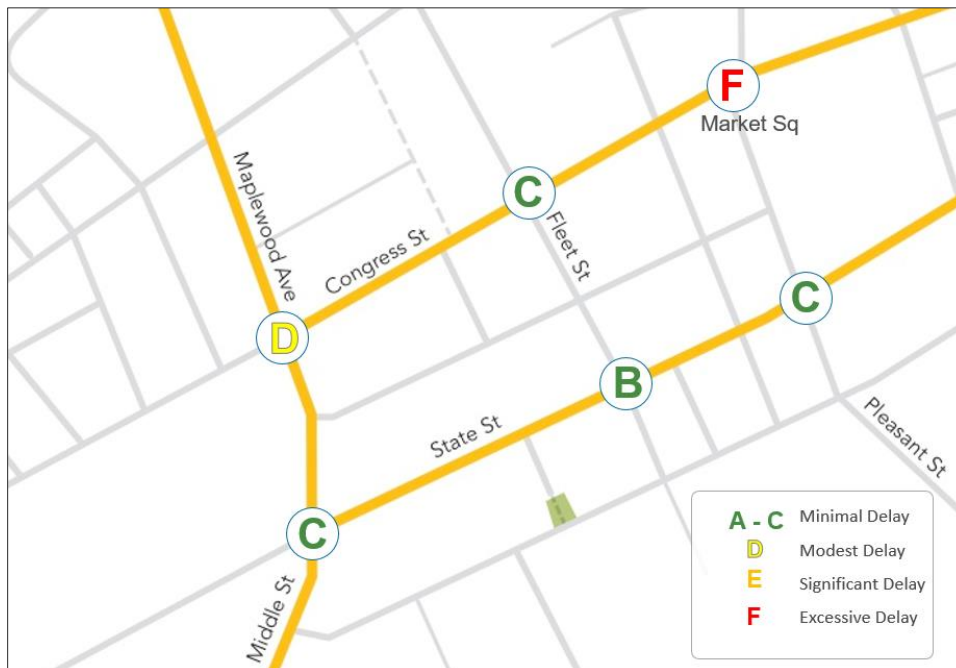 F
Market Sq
Maplewood Ave
C
Fleet St
Congress St
C
D
B
State St
Pleasant St
C
Middle St
A - C Minimal Delay
D Modest Delay
E Significant Delay
F Excessive Delay